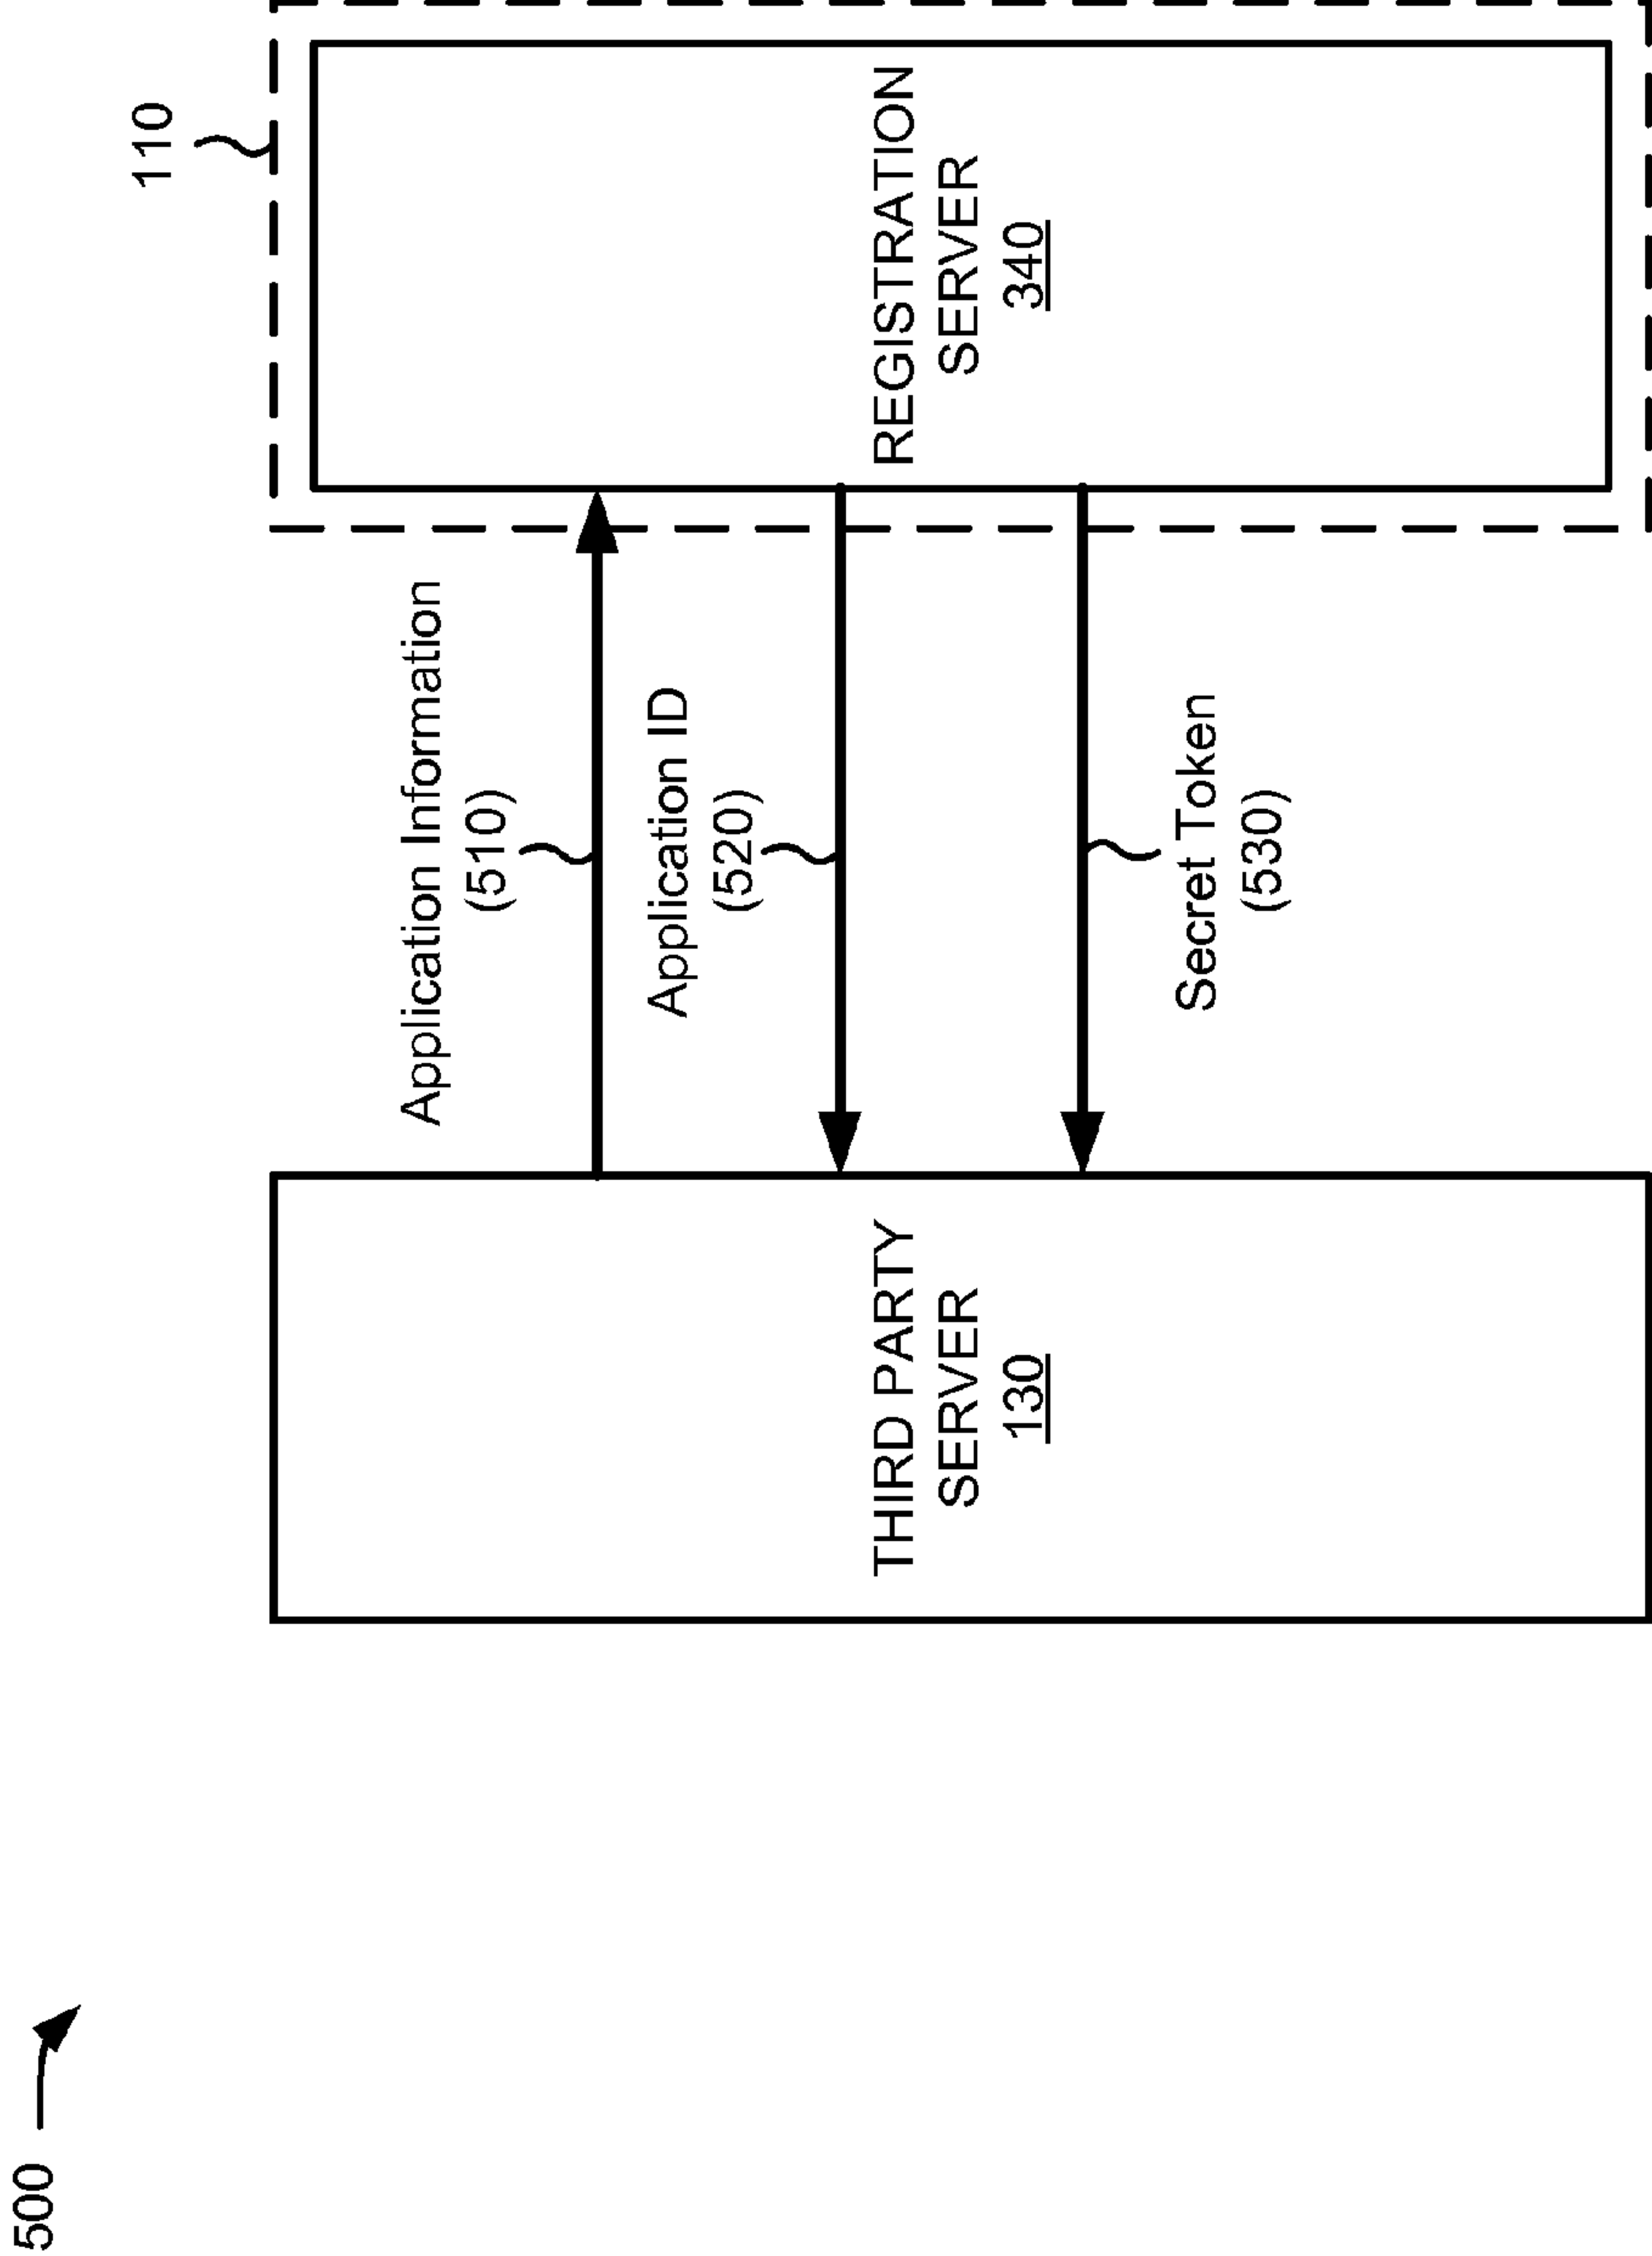 500
110
Application Information
(510)
Application ID
(520)
THIRD PARTY
SERVER
130
REGISTRATION
SERVER
340
Secret Token
(530)